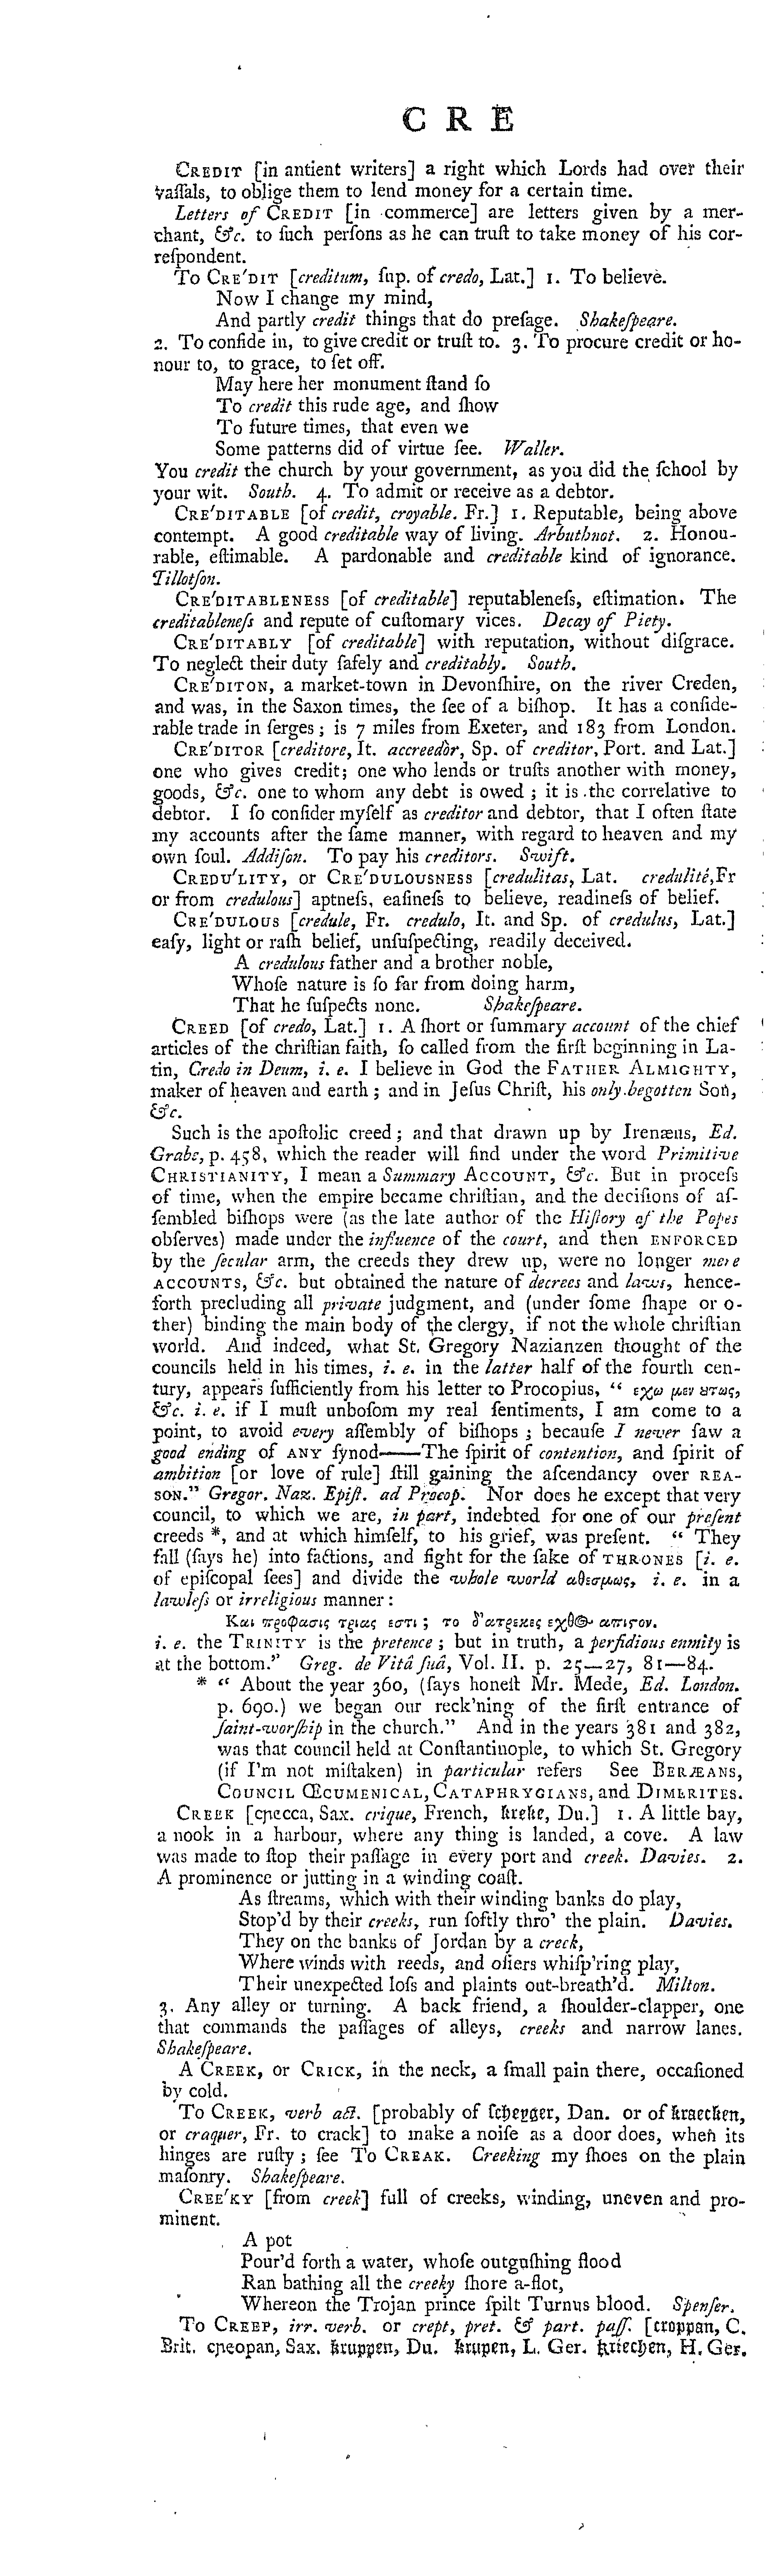 C R E
CREDIT [in antient writers] a right which Lords had over their
vaſſals, to oblige them to lend money for a certain time.
Letters of CREDIT [in commerce] are letters given by a mer-
chant, &c. to ſuch perſons as he can truſt to take money of his cor-
reſpondent.
To CRE'DIT [creditum, ſup. of credo, Lat.] 1. To believe.
Now I change my mind,
And partly credit things that do preſage. Shakeſpeare.
2. To confide in, to give credit or truſt to. 3. To procure credit or ho-
nour to, to grace, to ſet off.
May here her monument ſtand ſo
To credit this rude age, and ſhow
To future times, that even we
Some patterns did of virtue ſee. Waller.
You credit the church by your government, as you did the ſchool by
your wit. South. 4. To admit or receive as a debtor.
CRE'DITABLE [of credit, croyable. Fr.] 1. Reputable, being above
contempt. A good creditable way of living. Arbuthnot. 2. Honou-
rable, eſtimable. A pardonable and creditable kind of ignorance.
Tillotſon.
CRE'DITABLENESS [of creditable] reputableneſs, eſtimation. The
creditableneſs and repute of cuſtomary vices. Decay of Piety.
CRE'DITABLY [of creditable] with reputation, without diſgrace.
To neglect their duty ſafely and creditably. South.
CRE'DITON, a market-town in Devonſhire, on the river Creden,
and was, in the Saxon times, the ſee of a biſhop. It has a conſide-
rable trade in ſerges; is 7 miles from Exeter, and 183 from London.
CRE'DITOR [creditore, It. accreedòr, Sp. of creditor, Port. and Lat.]
one who gives credit; one who lends or truſts another with money,
goods, &c. one to whom any debt is owed; it is the correlative to
debtor. I ſo conſider myſelf as creditor and debtor, that I often ſtate
my accounts after the ſame manner, with regard to heaven and my
own ſoul. Addiſon. To pay his creditors. Swift.
CREDU'LITY, or CRE'DULOUSNESS [credulitas, Lat. credulité, Fr
or from credulous] aptneſs, eaſineſs to believe, readineſs of belief.
CRE'DULOUS [credule, Fr. credulo, It. and Sp. of credulus, Lat.]
eaſy, light or raſh belief, unſuſpecting, readily deceived.
A credulous father and a brother noble,
Whoſe nature is ſo far from doing harm,
That he ſuſpects none. Shakeſpeare.
CREED [of credo, Lat.] 1. A ſhort or ſummary account of the chief
articles of the chriſtian faith, ſo called from the firſt beginning in La-
tin, Credo in Deum, i. e. I believe in God the FATHER ALMIGHTY,
maker of heaven and earth; and in Jeſus Chriſt, his only.begotten Son,
&c.
Such is the apoſtolic creed; and that drawn up by Irenæus, Ed.
Grabe, p. 458, which the reader will find under the word Primitive
CHRISTIANITY, I mean a Summary ACCOUNT, &c. But in proceſs
of time, when the empire became chriſtian, and the deciſions of aſ-
ſembled biſhops were (as the late author of the Hiſtory of the Popes
obſerves) made under the influence of the court, and then ENFORCED
by the ſecular arm, the creeds they drew up, were no longer mere
ACCOUNTS, &c. but obtained the nature of decrees and laws, hence-
forth precluding all private judgment, and (under ſome ſhape or o-
ther) binding the main body of the clergy, if not the whole chriſtian
world. And indeed, what St. Gregory Nazianzen thought of the
councils held in his times, i. e. in the latter half of the fourth cen-
tury, appears ſufficiently from his letter to Procopius, “ εχω μεν ȣτως,
&c. i. e. if I muſt unboſom my real ſentiments, I am come to a
point, to avoid every aſſembly of biſhops; becauſe I never ſaw a
good ending of ANY ſynod——The ſpirit of contention, and ſpirit of
ambition [or love of rule] ſtill gaining the aſcendancy over REA-
SON.” Gregor. Naz. Epiſt. ad Procop. Nor does he except that very
council, to which we are, in part, indebted for one of our preſent
creeds *, and at which himſelf, to his grief, was preſent. “ They
fall (ſays he) into factions, and fight for the ſake of THRONES [i. e.
of epiſcopal ſees] and divide the whole world αθεσμως, i. e. in a
lawleſs or irreligious manner:
Και προφασις τριας εστι; το δ'ατρεκες εχθος απιστον.
i. e. the TRINITY is the pretence; but in truth, a perfidious enmity is
at the bottom.” Greg. de Vitâ ſuâ, Vol. II. p. 25—27, 81—84.
* “ About the year 360, (ſays honeſt Mr. Mede, Ed. London.
p. 690.) we began our reck'ning of the firſt entrance of
ſaint-worſhip in the church.” And in the years 381 and 382,
was that council held at Conſtantinople, to which St. Gregory
(if I'm not miſtaken) in particular refers See BERÆANS,
COUNCIL ŒCUMENICAL, CATAPHRYGIANS, and DIMERITES.
CREEK [cꞃecca, Sax. crique, French, kreke, Du.] 1. A little bay,
a nook in a harbour, where any thing is landed, a cove. A law
was made to ſtop their paſſage in every port and creek. Davies. 2.
A prominence or jutting in a winding coaſt.
As ſtreams, which with their winding banks do play,
Stop'd by their creeks, run ſoftly thro' the plain. Davies.
They on the banks of Jordan by a creek,
Where winds with reeds, and oſiers whiſp'ring play,
Their unexpected loſs and plaints out-breath'd. Milton.
3. Any alley or turning. A back friend, a ſhoulder-clapper, one
that commands the paſſages of alleys, creeks and narrow lanes.
Shakeſpeare.
A CREEK, or CRICK, in the neck, a ſmall pain there, occaſioned
by cold.
To CREEK, verb act. [probably of ſcherger, Dan. or of kraecken,
or craquer, Fr. to crack] to make a noiſe as a door does, when its
hinges are ruſty; ſee To CREAK. Creeking my ſhoes on the plain
maſonry. Shakeſpeare.
CREE'KY [from creek] full of creeks, winding, uneven and pro-
minent.
A pot
Pour'd forth a water, whoſe outguſhing flood
Ran bathing all the creeky ſhore a-flot,
Whereon the Trojan prince ſpilt Turnus blood. Spenſer.
To CREEP, irr. verb. or crept, pret. & part. paſſ. [croppan, C.
Brit. cꞃeopan, Sax. kruppen, Du. krupen, L. Ger. kriechen, H. Ger.